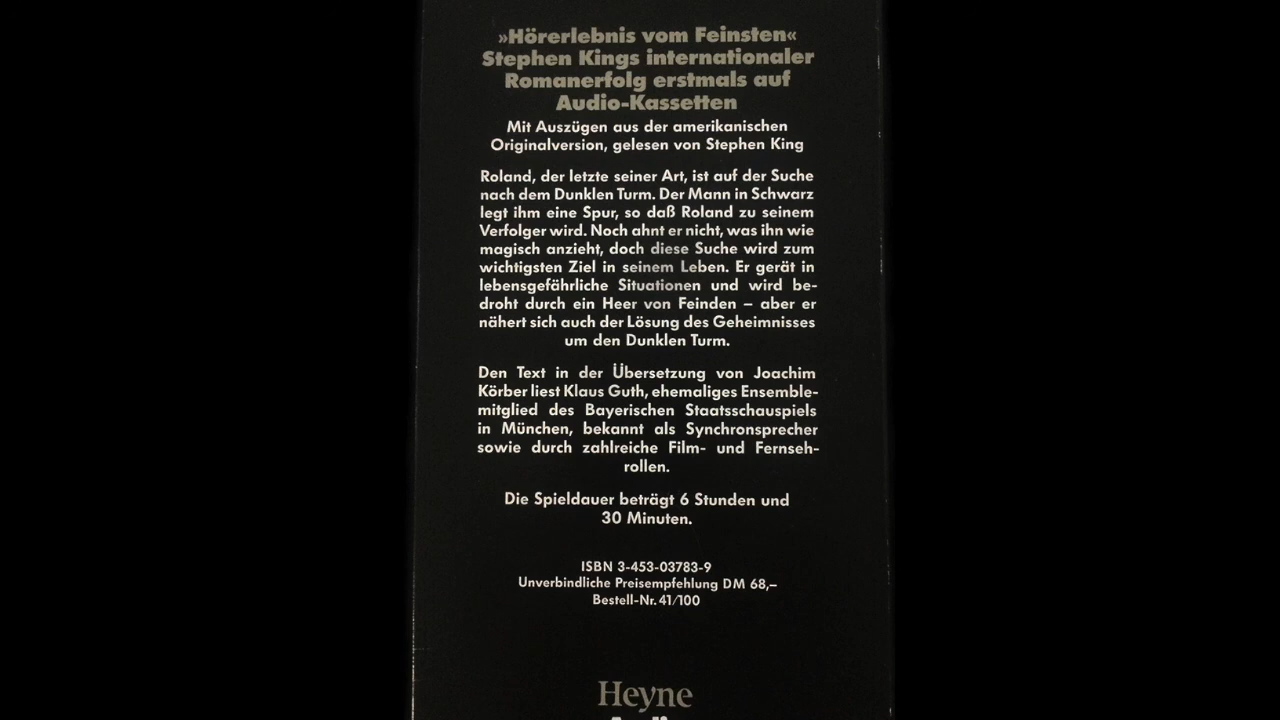 »Hörerlebnis vom Feinsten«
Stephen Kings internationaler
Romanerfolg erstmals auf
Audio-Kassetten
Mit Auszügen aus der amerikanischen
Originalversion, gelesen von Stephen King
Roland, der letzte seiner Art, ist auf der Suche
nach dem Dunklen Turm. Der Mann in Schwarz
legt ihm eine Spur, so daß Roland zu seinem
Verfolger wird. Noch ahnt er nicht, was ihn wie
magisch anzieht, doch diese Suche wird zum
wichtigsten Ziel in seinem Leben. Er gerät in
lebensgefährliche Situationen und wird be-
droht durch ein Heer von Feinden – aber er
nähert sich auch der Lösung des Geheimnisses
um den Dunklen Turm.
Den Text in der Übersetzung von Joachim
Körber liest Klaus Guth, ehemaliges Ensemble-
mitglied des Bayerischen Staatsschauspiels
in München, bekannt als Synchronsprecher
sowie durch zahlreiche Film- und Fernseh-
rollen.
Die Spieldauer beträgt 6 Stunden und
30 Minuten.
ISBN 3-453-03783-9
Unverbindliche Preisempfehlung DM 68,–
Bestell-Nr. 41/100
Heyne